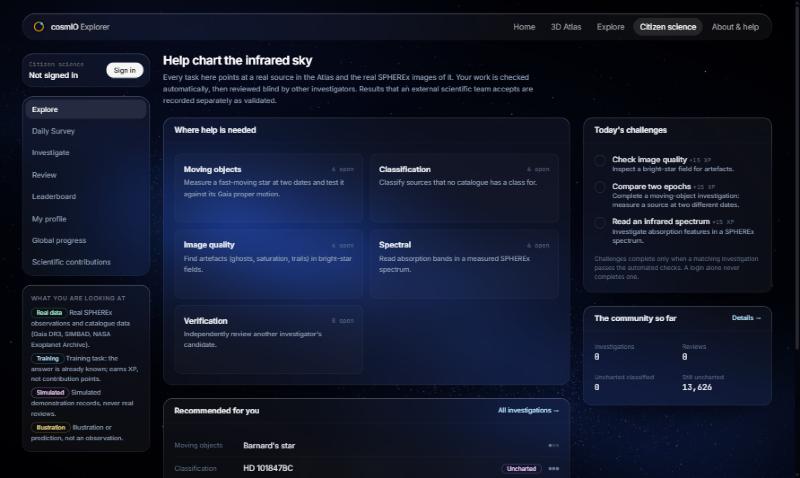 cosmIO Explorer
Home
3D Atlas
Explore
Citizen science
About & help
Citizen science
Not signed in
Sign in
Explore
Daily Survey
Investigate
Review
Leaderboard
My profile
Global progress
Scientific contributions
WHAT YOU ARE LOOKING AT
Real data Real SPHEREx
observations and catalogue data
(Gaia DR3, SIMBAD, NASA
Exoplanet Archive).
Training Training task: the
answer is already known; earns XP,
not contribution points.
Simulated Simulated
demonstration records, never real
reviews.
Illustration Illustration or
prediction, not an observation.
Help chart the infrared sky
Every task here points at a real source in the Atlas and the real SPHEREx images of it. Your work is checked
automatically, then reviewed blind by other investigators. Results that an external scientific team accepts are
recorded separately as validated.
Where help is needed
Moving objects
6 open
Measure a fast-moving star at two dates and test it
against its Gaia proper motion.
Classification
6 open
Classify sources that no catalogue has a class for.
Image quality
6 open
Find artefacts (ghosts, saturation, trails) in bright-star
fields.
Spectral
6 open
Read absorption bands in a measured SPHEREx
spectrum.
Verification
Independently review another investigator's
candidate.
Recommended for you
All investigations →
Moving objects
Barnard's star
Classification
HD 101847BC
Uncharted
Today's challenges
Check image quality +15 XP
Inspect a bright-star field for artefacts.
Compare two epochs +15 XP
Complete a moving-object investigation:
measure a source at two different dates.
Read an infrared spectrum +15 XP
Investigate absorption features in a SPHEREx
spectrum.
Challenges complete only when a matching investigation
passes the automated checks. A login alone never
completes one.
The community so far
Details →
Investigations
0
Reviews
0
Uncharted classified
0
Still uncharted
13,626